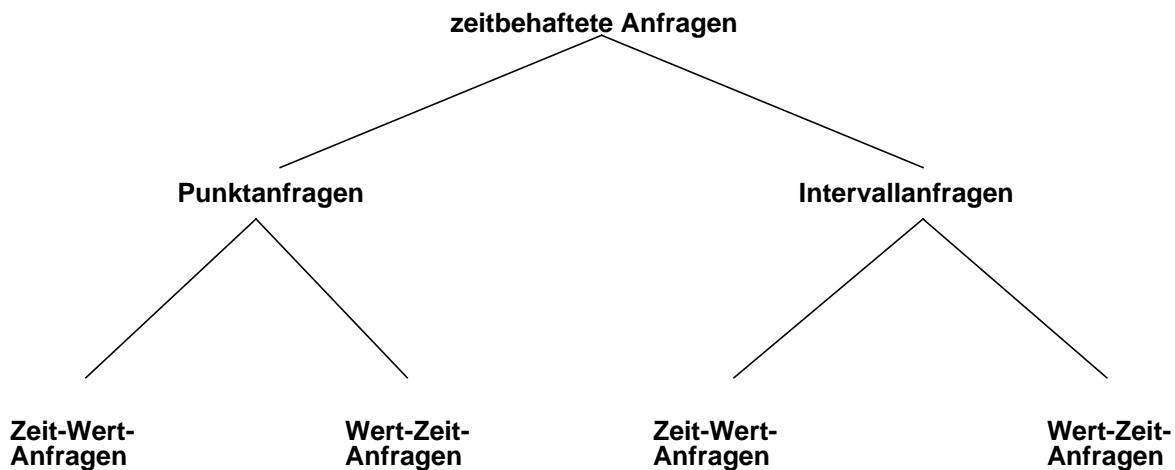 zeitbehaftete Anfragen
Punktanfragen
Intervallanfragen
Zeit-Wert-
Anfragen
Wert-Zeit-
Anfragen
Zeit-Wert-
Anfragen
Wert-Zeit-
Anfragen